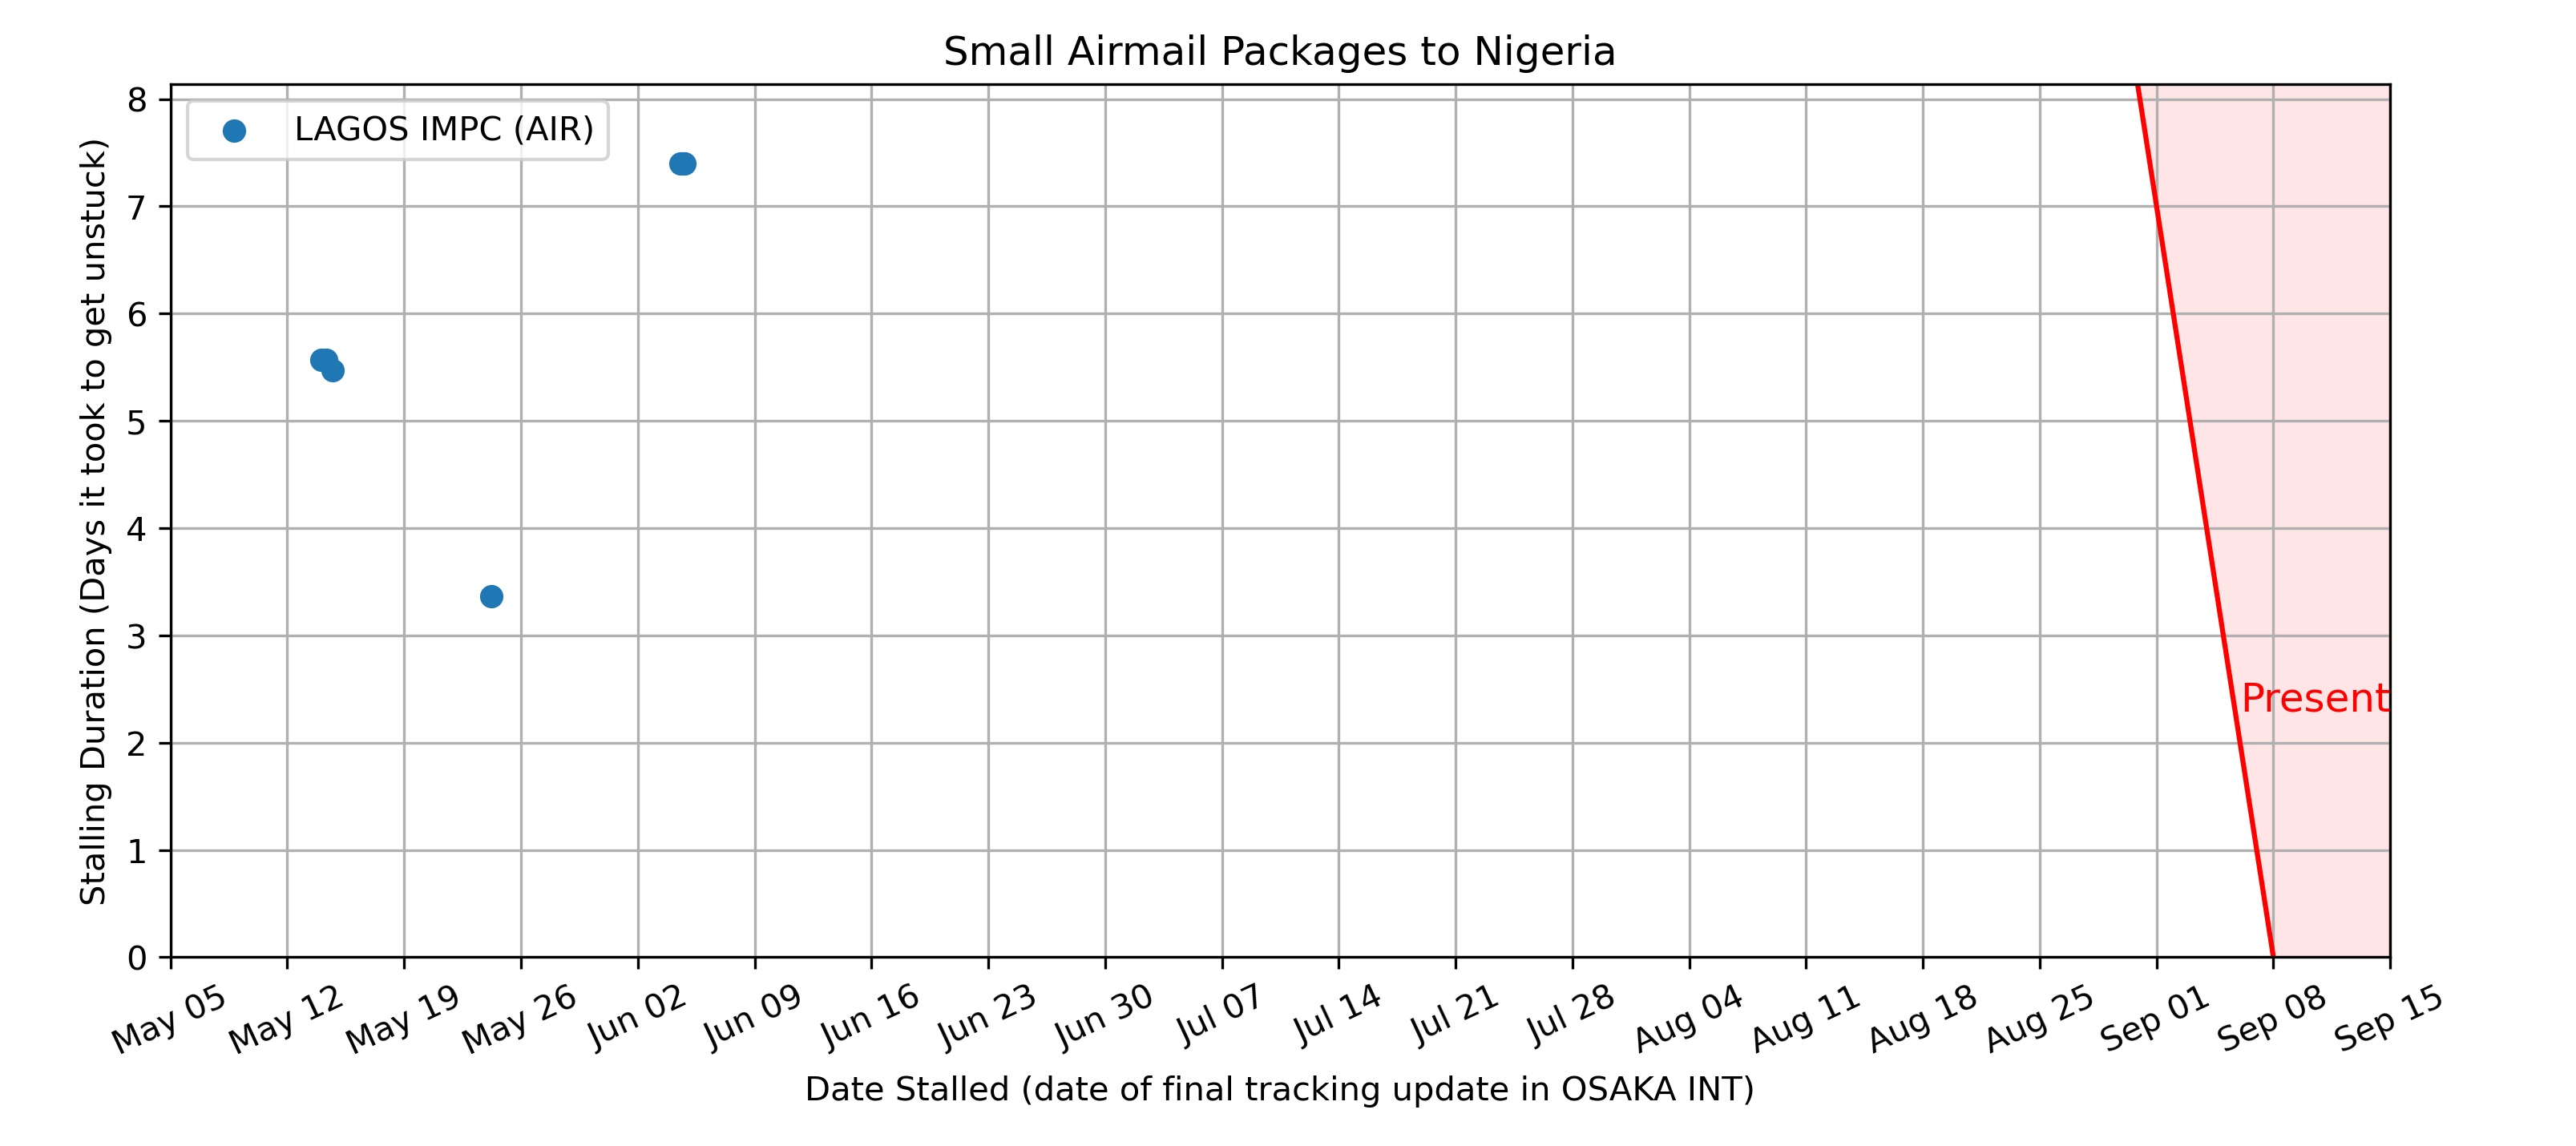 Small Airmail Packages to Nigeria
LAGOS IMPC (AIR)
Stalling Duration (Days it took to get unstuck)
8
7
6
5
4
3
2
1
0
Present
May 05 May 12 May 19 May 26 Jun 02 Jun 09 Jun 16 Jun 23 Jun 30 Jul 07 Jul 14 Jul 21 Jul 28 Aug 04 Aug 11 Aug 18 Aug 25 Sep 01 Sep 08 Sep 15
Date Stalled (date of final tracking update in OSAKA INT)